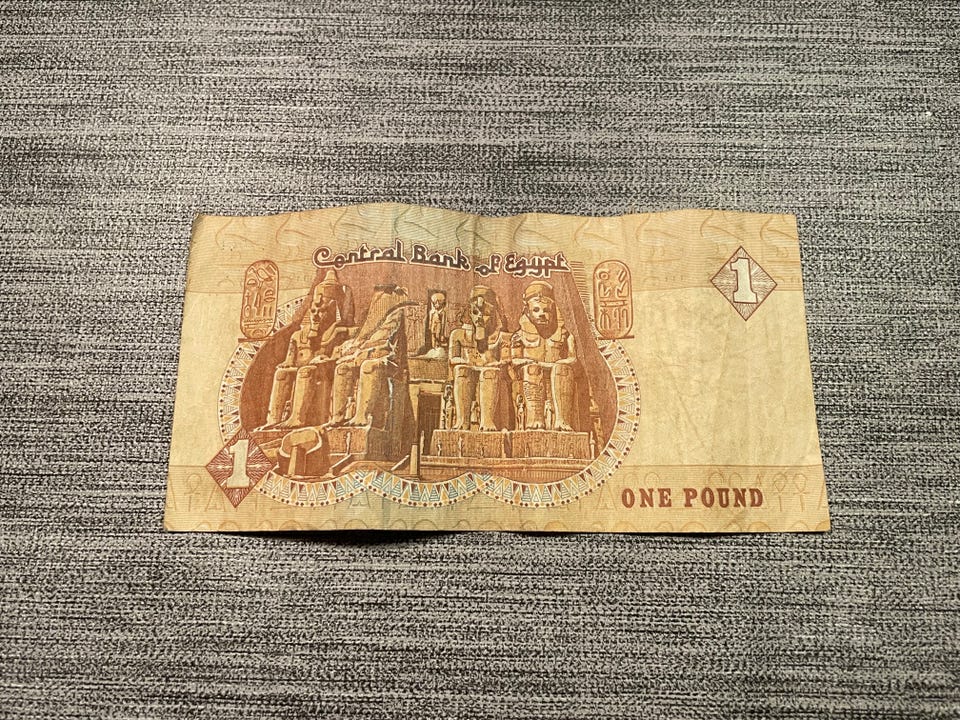 Central Bank of Egypt
1
1
ONE POUND